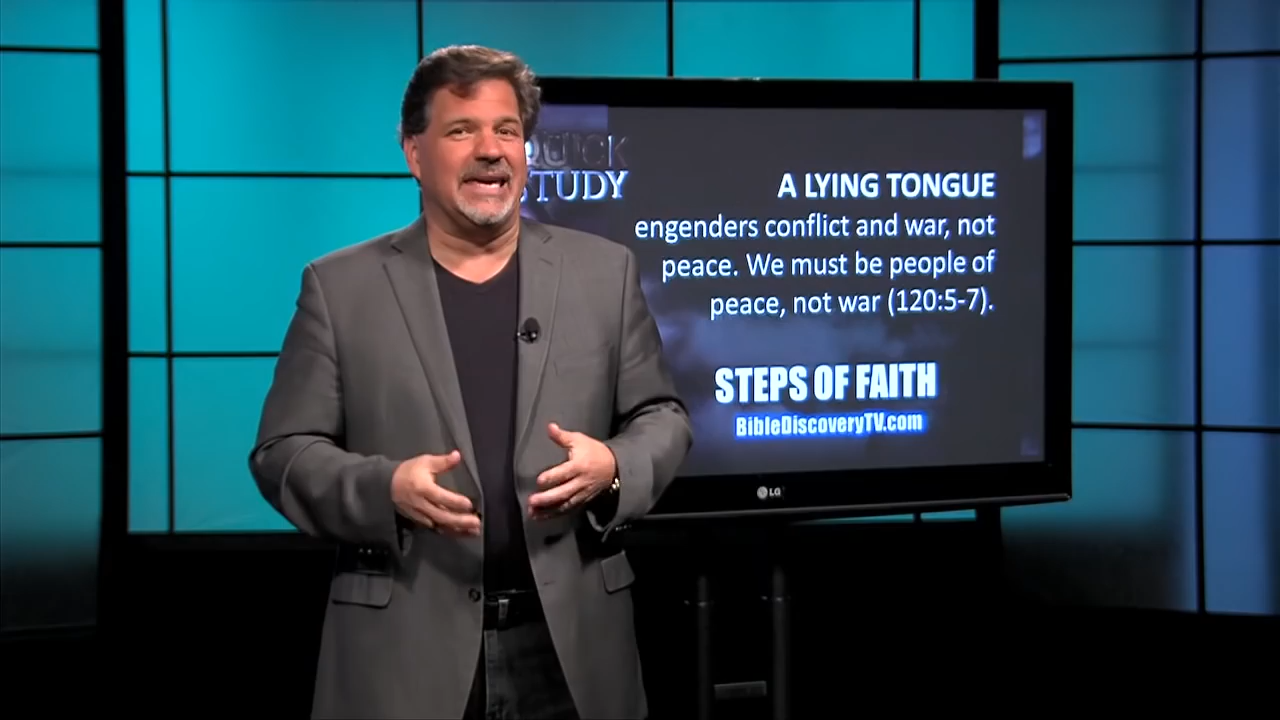 QUICK
STUDY
A LYING TONGUE
engenders conflict and war, not
peace. We must be people of
peace, not war (120:5-7).
STEPS OF FAITH
BibleDiscoveryTV.com
LG